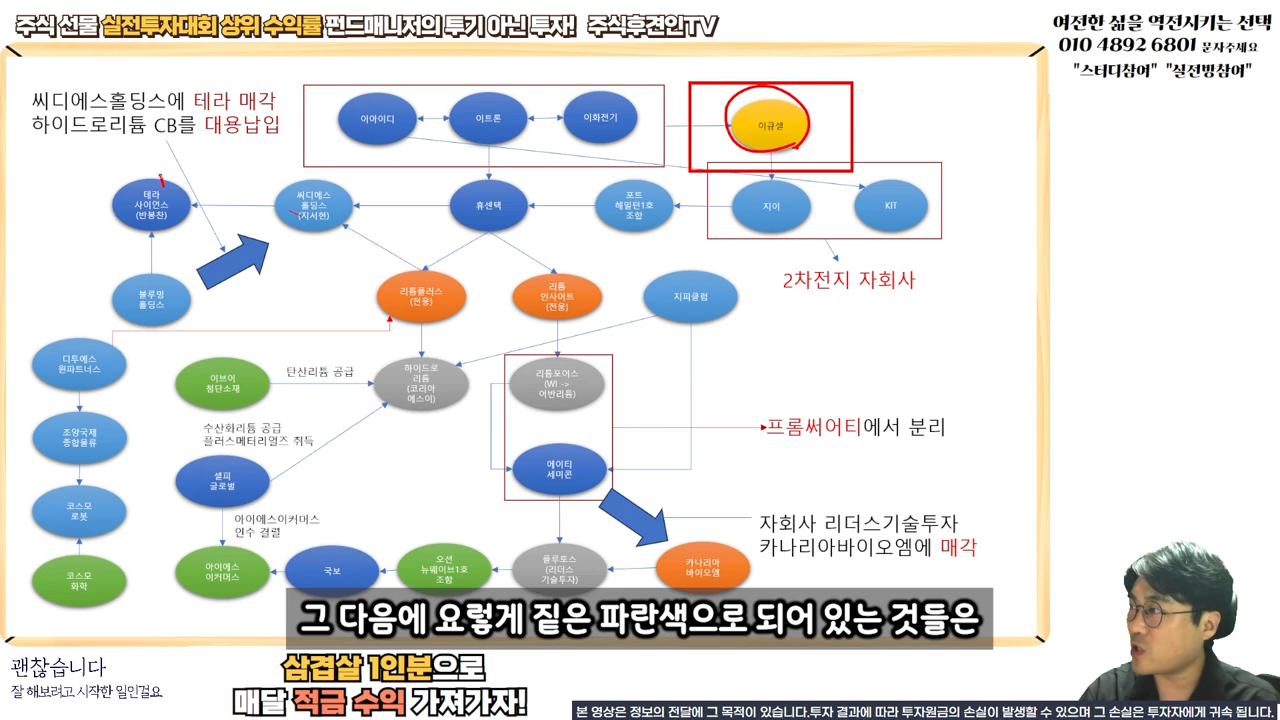 주식 선물 실전투자대회 상위 수익률 펀드매니저의 투기 아닌 투자! 주식후견인TV
여전한 삶을 역전시키는 선택
010 4892 6801 문자주세요
"스터디참여" "실전방참여"
씨디에스홀딩스에 테라 매각
하이드로리튬 CB를 대용납입
이아이디
이트론
이화전기
이큐셀
테라
사이언스
(반봉찬)
씨디에스
홀딩스
(지서현)
휴센텍
포트
해밀턴1호
조합
지이
KIT
2차전지 자회사
블루밍
홀딩스
리튬플러스
(전웅)
리튬
인사이트
(전웅)
지피클럽
디투에스
원파트너스
이브이
첨단소재
탄산리튬 공급
하이드로
리튬
(코리아
에스이)
리튬포어스
(WI ->
어반리튬)
조양국제
종합물류
수산화리튬 공급
플러스메터리얼즈 취득
프롬써어티에서 분리
셀피
글로벌
에이티
세미콘
코스모
로봇
아이에스이커머스
인수 결렬
자회사 리더스기술투자
카나리아바이오엠에 매각
코스모
화학
아이에스
이커머스
국보
오션
뉴웨이브1호
조합
플루토스
(리더스
기술투자)
카나리아
바이오엠
그 다음에 요렇게 짙은 파란색으로 되어 있는 것들은
괜찮습니다
잘 해보려고 시작한 일인걸요
삼겹살 1인분으로
매달 적금 수익 가져가자!
본 영상은 정보의 전달에 그 목적이 있습니다.투자 결과에 따라 투자원금의 손실이 발생할 수 있으며 그 손실은 투자자에게 귀속 됩니다.